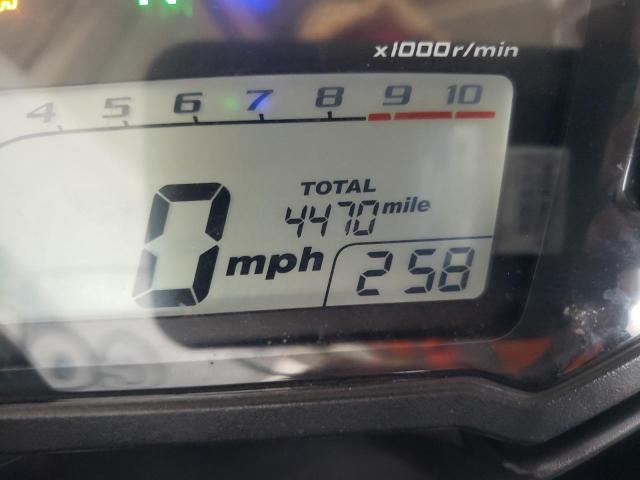 N
x1000r/min
4 5 6 7 8 9 10
TOTAL
4470 mile
0 mph
2 58